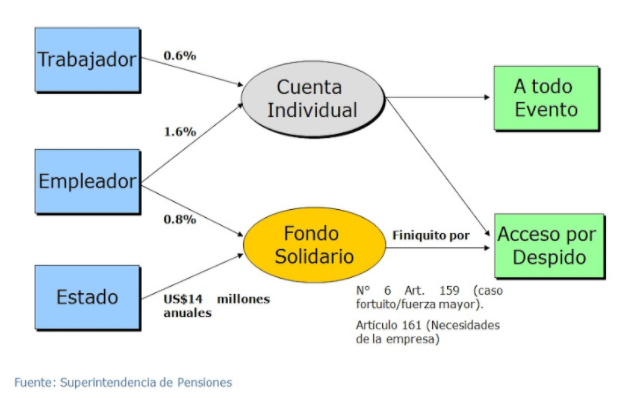 Trabajador
0.6%
Cuenta
Individual
A todo
Evento
1.6%
Empleador
0.8%
Fondo
Solidario
Finiquito por
Acceso por
Despido
Estado
US$14 millones
anuales
N° 6 Art. 159 (caso
fortuito/fuerza mayor).
Artículo 161 (Necesidades
de la empresa)
Fuente: Superintendencia de Pensiones